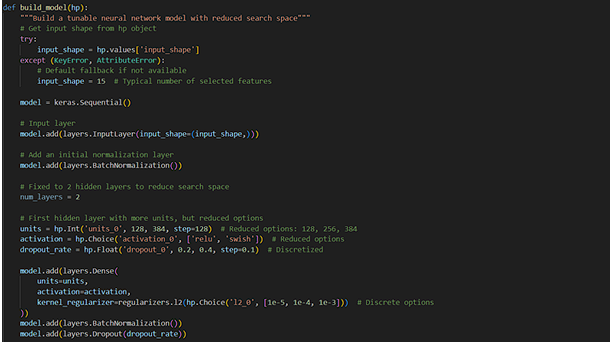 def build_model(hp):
    """Build a tunable neural network model with reduced search space"""
    # Get input shape from hp object
    try:
        input_shape = hp.values['input_shape']
    except (KeyError, AttributeError):
        # Default fallback if not available
        input_shape = 15  # Typical number of selected features
    model = keras.Sequential()
    # Input layer
    model.add(layers.InputLayer(input_shape=(input_shape,)))
    # Add an initial normalization layer
    model.add(layers.BatchNormalization())
    # Fixed to 2 hidden layers to reduce search space
    num_layers = 2
    # First hidden layer with more units, but reduced options
    units = hp.Int('units_0', 128, 384, step=128)  # Reduced options: 128, 256, 384
    activation = hp.Choice('activation_0', ['relu', 'swish'])  # Reduced options
    dropout_rate = hp.Float('dropout_0', 0.2, 0.4, step=0.1)  # Discretized
    model.add(layers.Dense(
        units=units,
        activation=activation,
        kernel_regularizer=regularizers.l2(hp.Choice('l2_0', [1e-5, 1e-4, 1e-3]))  # Discrete options
    ))
    model.add(layers.BatchNormalization())
    model.add(layers.Dropout(dropout_rate))